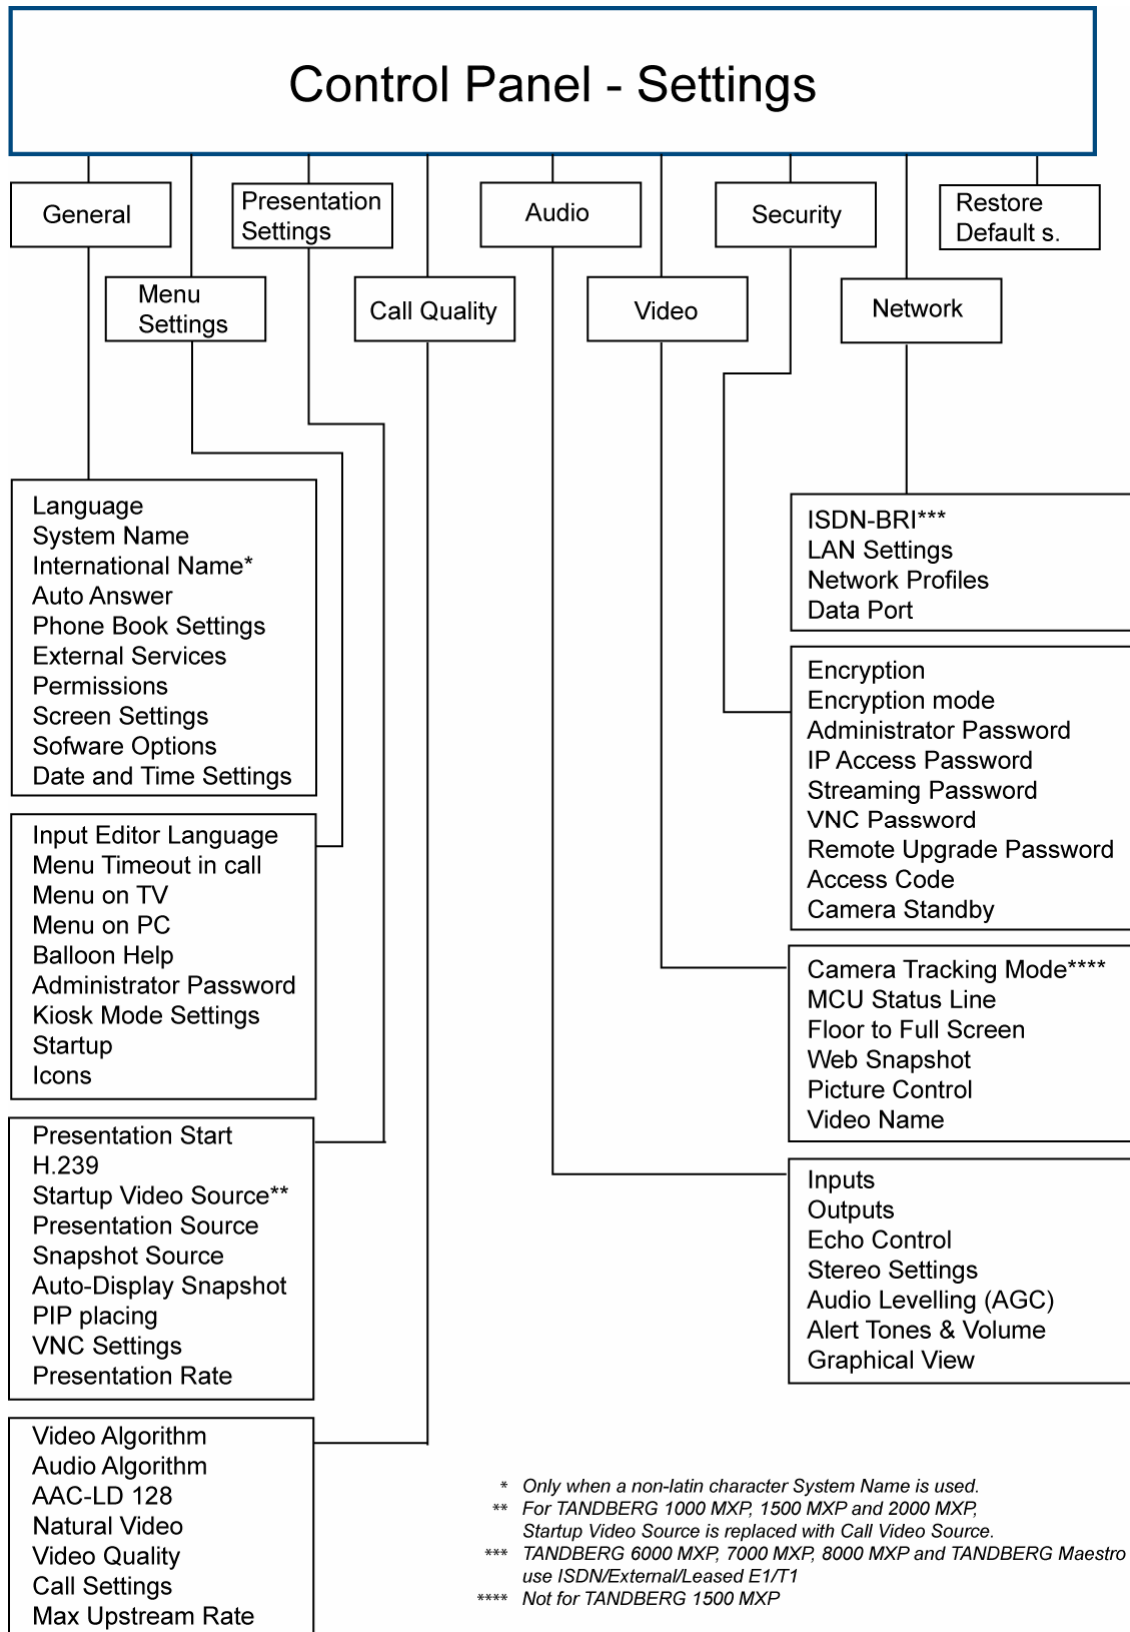 Control Panel - Settings
General
Presentation
Settings
Audio
Security
Restore
Default s.
Menu
Settings
Call Quality
Video
Network
Language
System Name
International Name*
Auto Answer
Phone Book Settings
External Services
Permissions
Screen Settings
Sofware Options
Date and Time Settings
Input Editor Language
Menu Timeout in call
Menu on TV
Menu on PC
Balloon Help
Administrator Password
Kiosk Mode Settings
Startup
Icons
Presentation Start
H.239
Startup Video Source**
Presentation Source
Snapshot Source
Auto-Display Snapshot
PIP placing
VNC Settings
Presentation Rate
Video Algorithm
Audio Algorithm
AAC-LD 128
Natural Video
Video Quality
Call Settings
Max Upstream Rate
ISDN-BRI***
LAN Settings
Network Profiles
Data Port
Encryption
Encryption mode
Administrator Password
IP Access Password
Streaming Password
VNC Password
Remote Upgrade Password
Access Code
Camera Standby
Camera Tracking Mode****
MCU Status Line
Floor to Full Screen
Web Snapshot
Picture Control
Video Name
Inputs
Outputs
Echo Control
Stereo Settings
Audio Levelling (AGC)
Alert Tones & Volume
Graphical View
* Only when a non-latin character System Name is used.
** For TANDBERG 1000 MXP, 1500 MXP and 2000 MXP,
Startup Video Source is replaced with Call Video Source.
*** TANDBERG 6000 MXP, 7000 MXP, 8000 MXP and TANDBERG Maestro
use ISDN/External/Leased E1/T1
**** Not for TANDBERG 1500 MXP